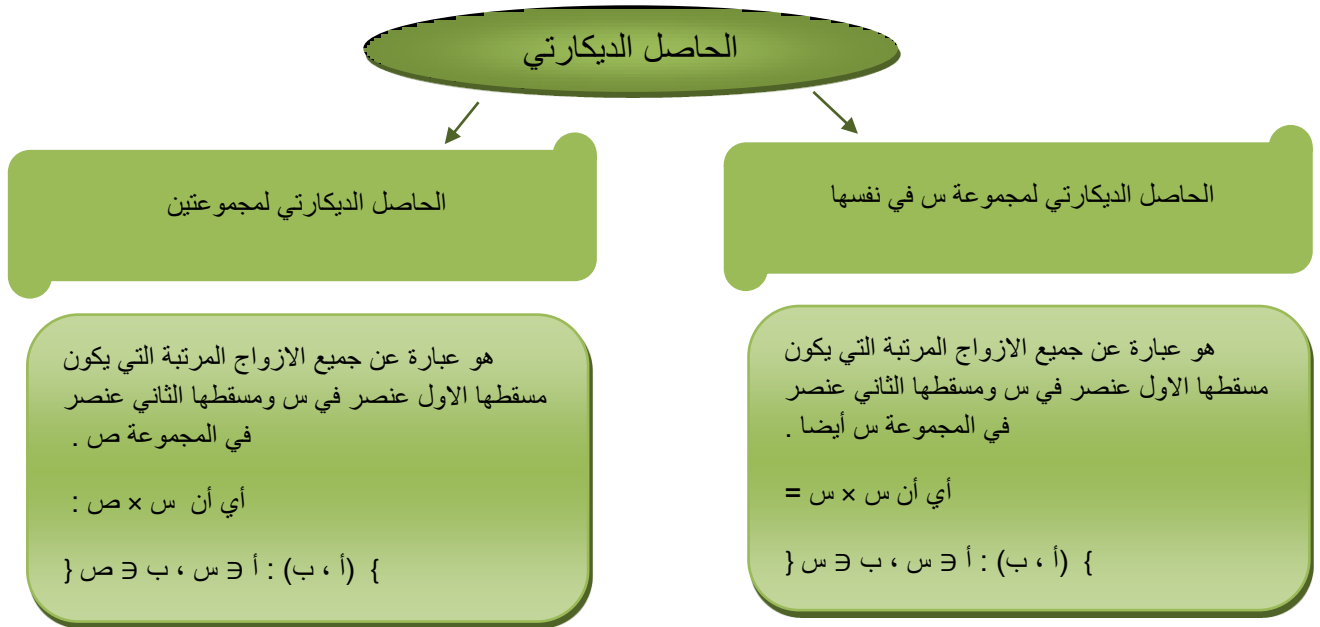 الحاصل الديكارتي
الحاصل الديكارتي لمجموعة س في نفسها
هو عبارة عن جميع الازواج المرتبة التي يكون
مسقطها الاول عنصر في س ومسقطها الثاني عنصر
في المجموعة س أيضا .
أي أن س × س =
{ (أ ، ب) : أ ∈ س ، ب ∈ س }
الحاصل الديكارتي لمجموعتين
هو عبارة عن جميع الازواج المرتبة التي يكون
مسقطها الاول عنصر في س ومسقطها الثاني عنصر
في المجموعة ص .
أي أن س × ص :
{ (أ ، ب) : أ ∈ س ، ب ∈ ص }